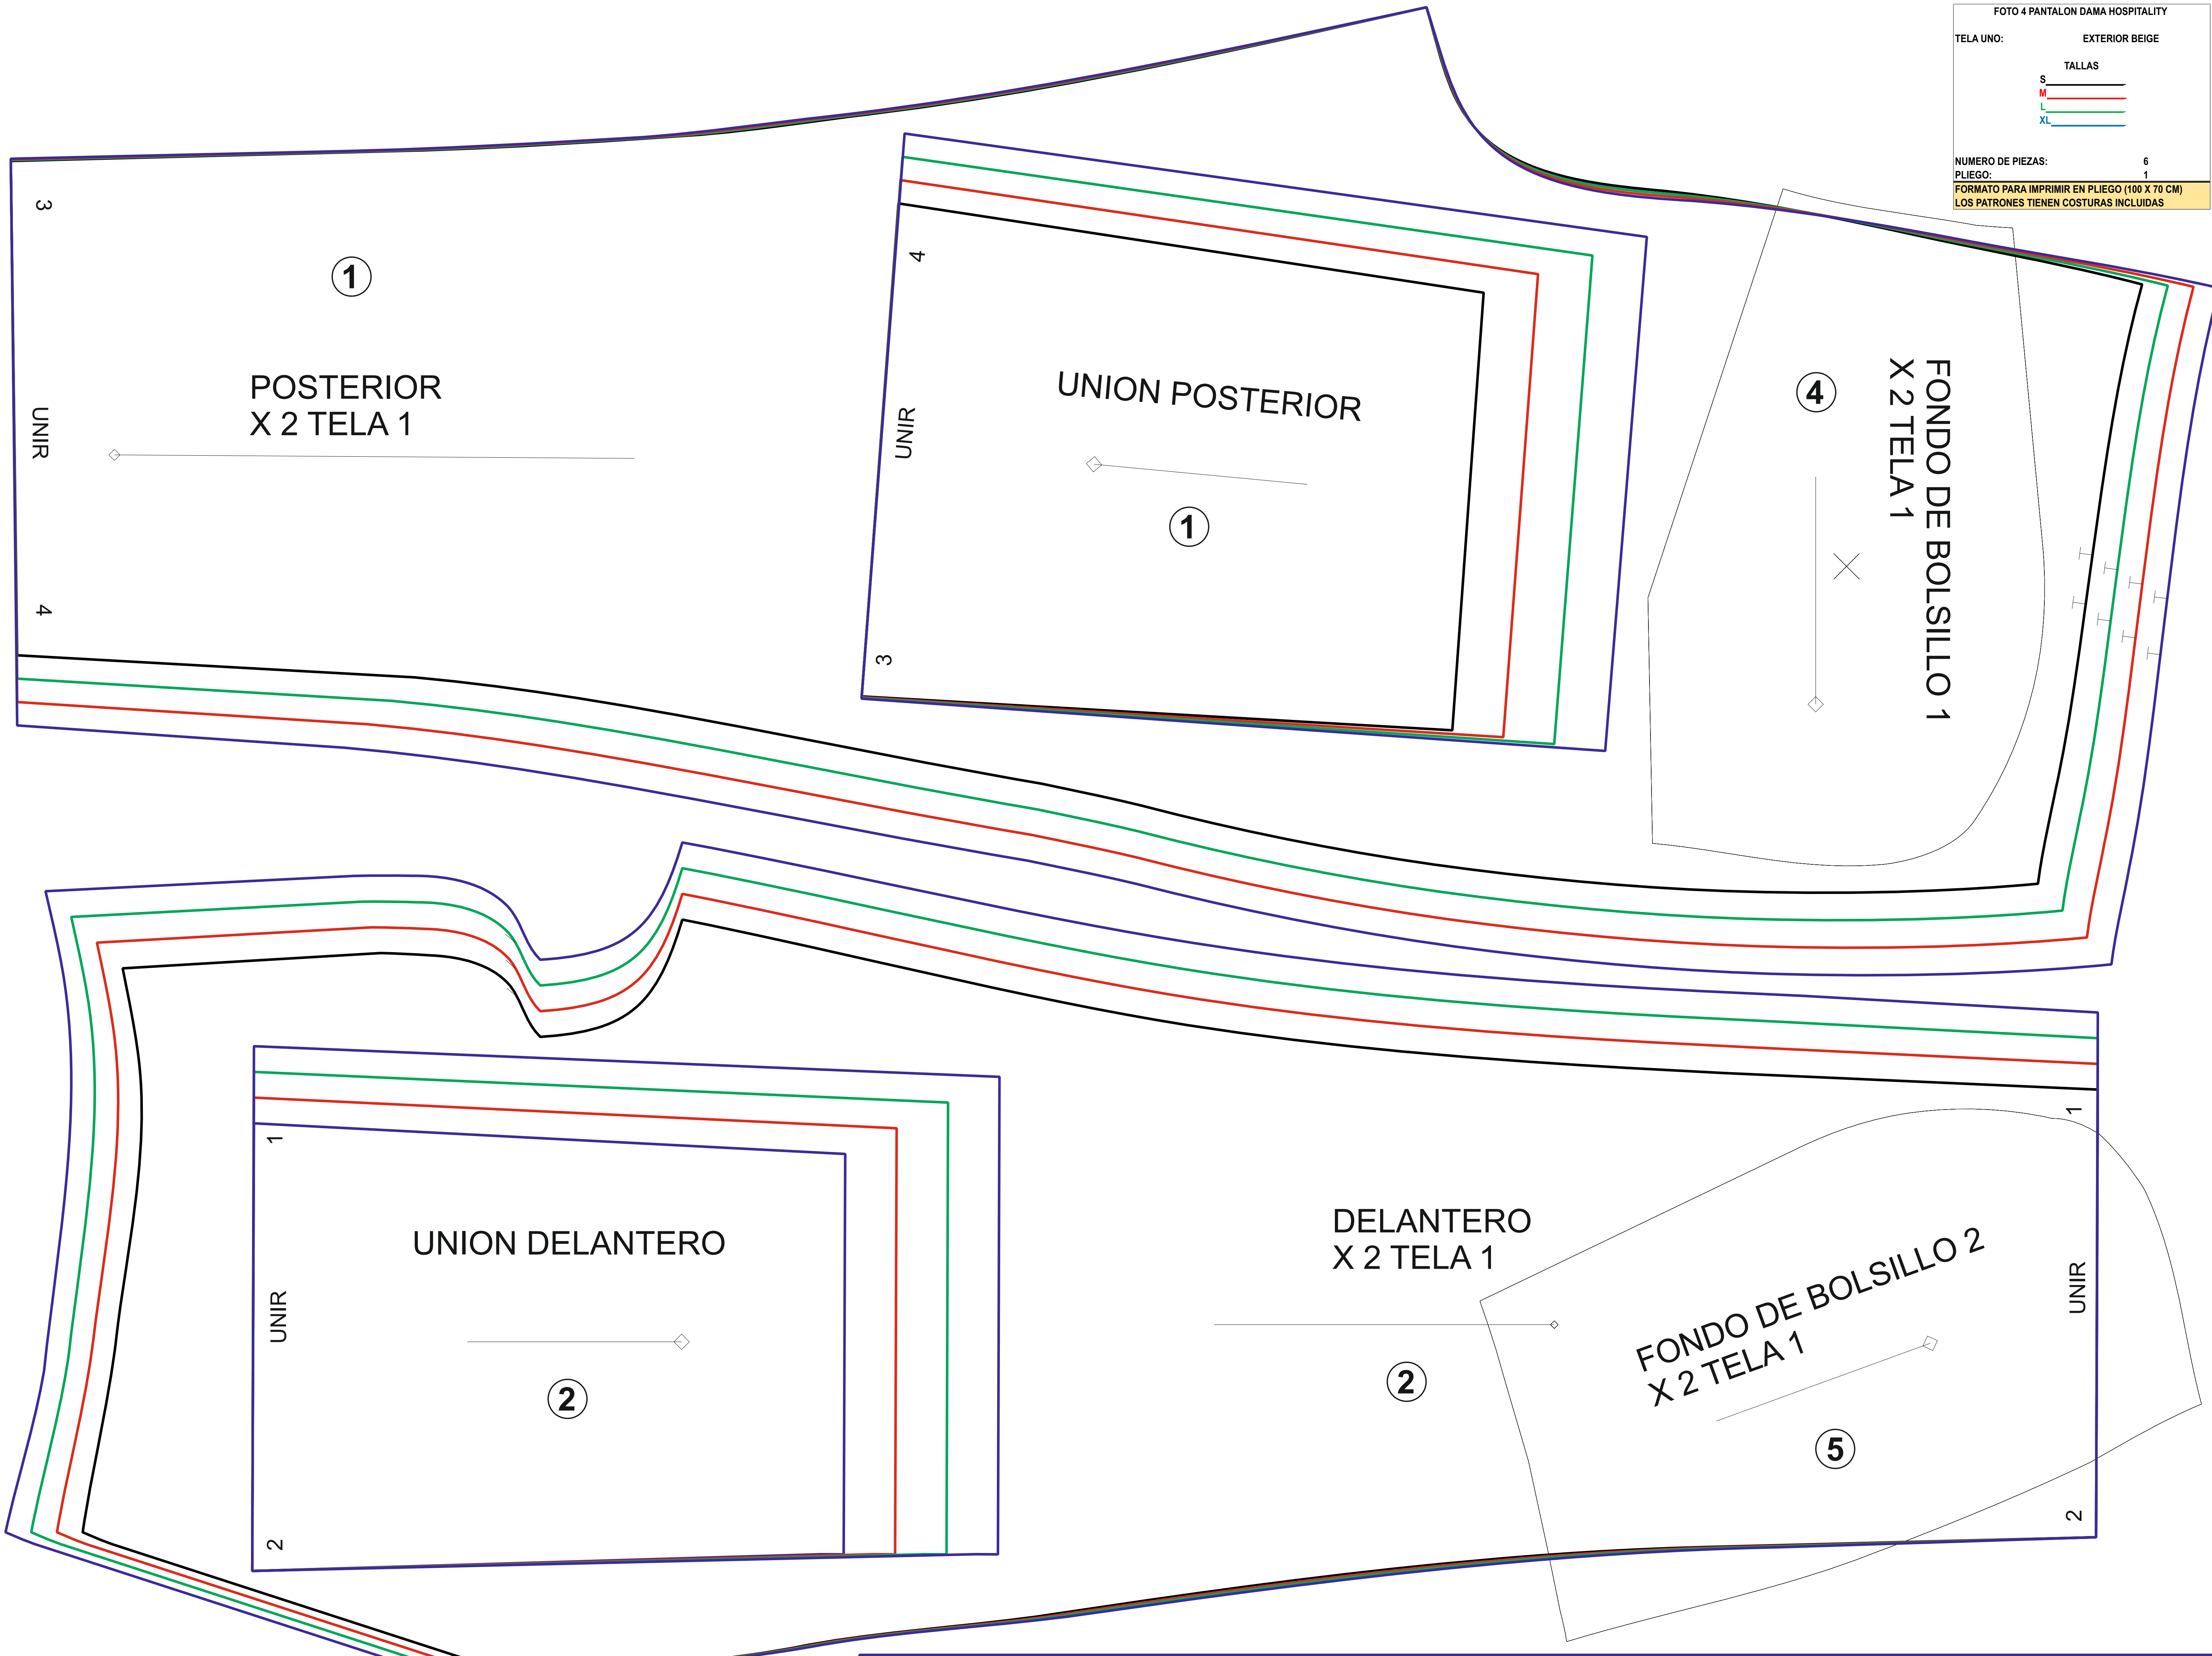 FOTO 4 PANTALON DAMA HOSPITALITY
TELA UNO: EXTERIOR BEIGE
TALLAS
S
M
L
XL
NUMERO DE PIEZAS: 6
PLIEGO: 1
FORMATO PARA IMPRIMIR EN PLIEGO (100 X 70 CM)
LOS PATRONES TIENEN COSTURAS INCLUIDAS
3
1
POSTERIOR
X 2 TELA 1
UNIR
4
4
UNION POSTERIOR
UNIR
1
3
4
FONDO DE BOLSILLO 1
X 2 TELA 1
1
UNION DELANTERO
UNIR
2
2
DELANTERO
X 2 TELA 1
2
FONDO DE BOLSILLO 2
X 2 TELA 1
5
1
UNIR
2